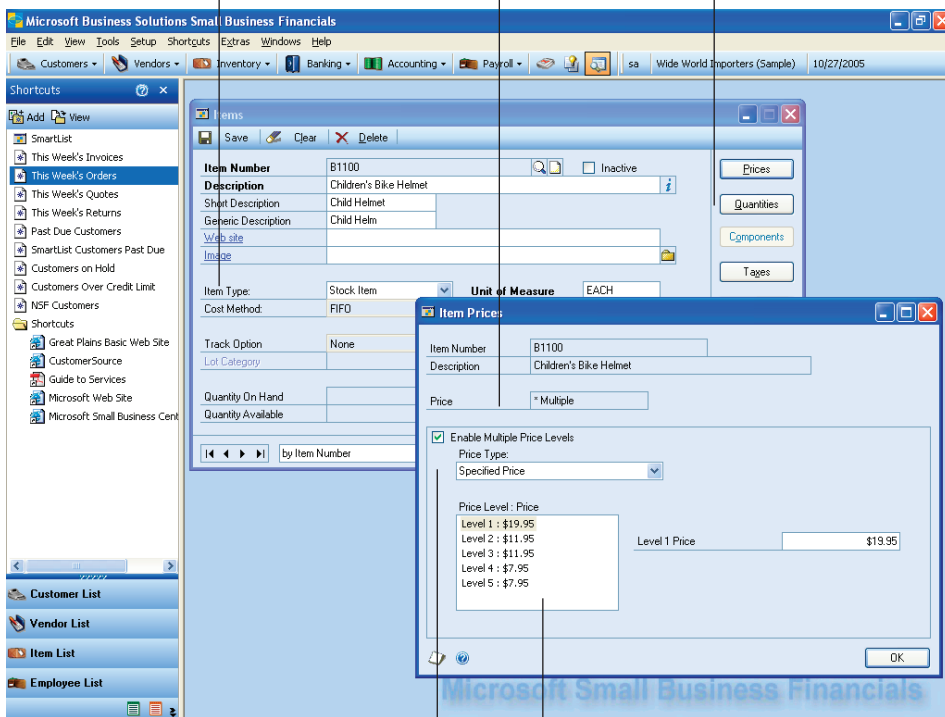 Microsoft Business Solutions Small Business Financials
File Edit View Tools Setup Shortcuts Extras Windows Help
Customers Vendors Inventory Banking Accounting Payroll sa Wide World Importers (Sample) 10/27/2005
Shortcuts
Add View
SmartList
This Week's Invoices
This Week's Orders
This Week's Quotes
This Week's Returns
Past Due Customers
SmartList Customers Past Due
Customers on Hold
Customers Over Credit Limit
NSF Customers
Shortcuts
Great Plains Basic Web Site
CustomerSource
Guide to Services
Microsoft Web Site
Microsoft Small Business Cent
Customer List
Vendor List
Item List
Employee List
Items
Save Clear Delete
Item Number B1100 Inactive
Description Children's Bike Helmet
Short Description Child Helmet
Generic Description Child Helm
Web site
Image
Item Type: Stock Item Unit of Measure EACH
Cost Method: FIFO
Track Option None
Lot Category
Quantity On Hand
Quantity Available
by Item Number
Prices
Quantities
Components
Taxes
Item Prices
Item Number B1100
Description Children's Bike Helmet
Price * Multiple
Enable Multiple Price Levels
Price Type:
Specified Price
Price Level : Price
Level 1 : $19.95
Level 2 : $11.95
Level 3 : $11.95
Level 4 : $7.95
Level 5 : $7.95
Level 1 Price $19.95
OK
Microsoft Small Business Financials